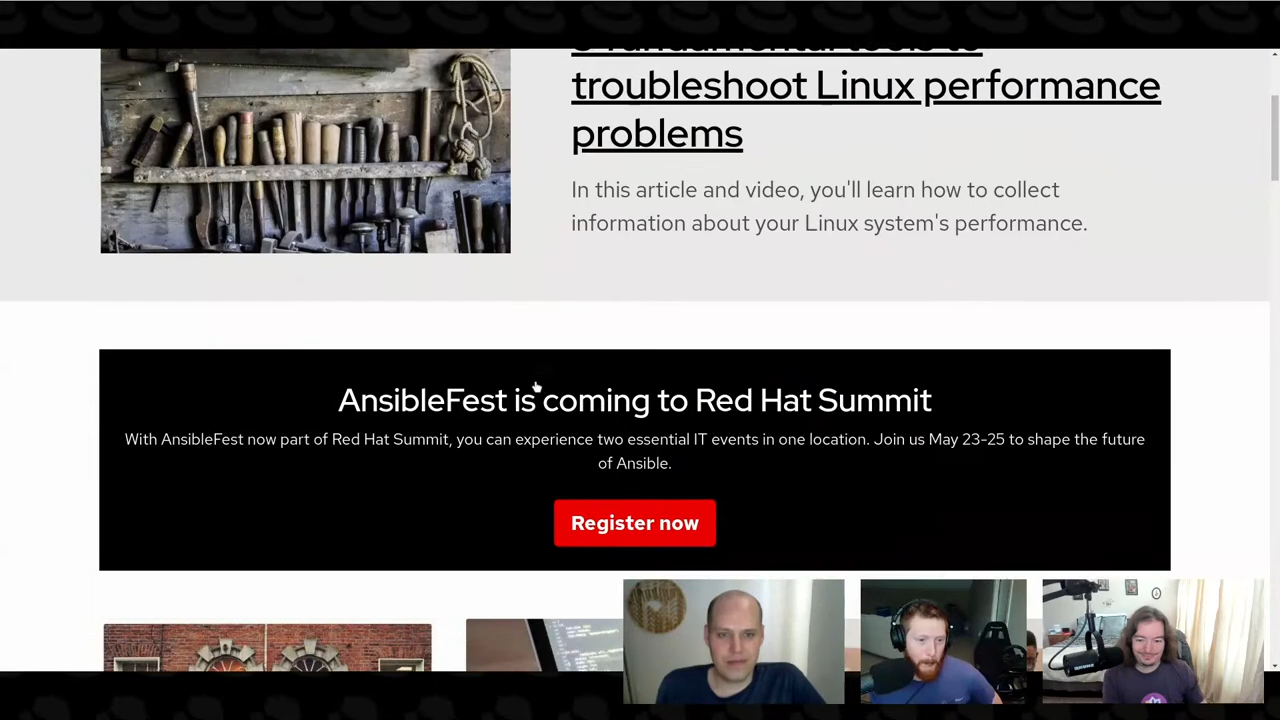 troubleshoot Linux performance
problems
In this article and video, you'll learn how to collect
information about your Linux system's performance.
AnsibleFest is coming to Red Hat Summit
With AnsibleFest now part of Red Hat Summit, you can experience two essential IT events in one location. Join us May 23-25 to shape the future
of Ansible.
Register now